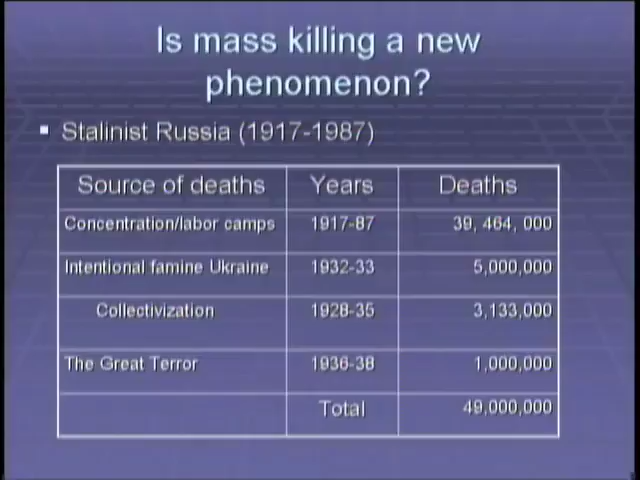 Is mass killing a new
phenomenon?
Stalinist Russia (1917-1987)
Source of deaths Years Deaths
Concentration/labor camps 1917-87 39, 464, 000
Intentional famine Ukraine 1932-33 5,000,000
Collectivization 1928-35 3,133,000
The Great Terror 1936-38 1,000,000
Total 49,000,000